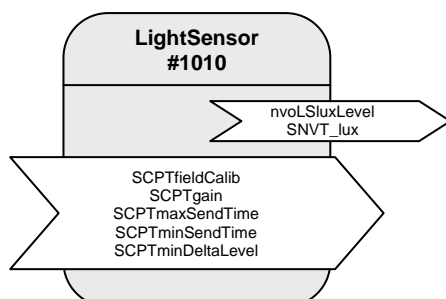 LightSensor
#1010
nvoLSluxLevel
SNVT_lux
SCPTfieldCalib
SCPTgain
SCPTmaxSendTime
SCPTminSendTime
SCPTminDeltaLevel